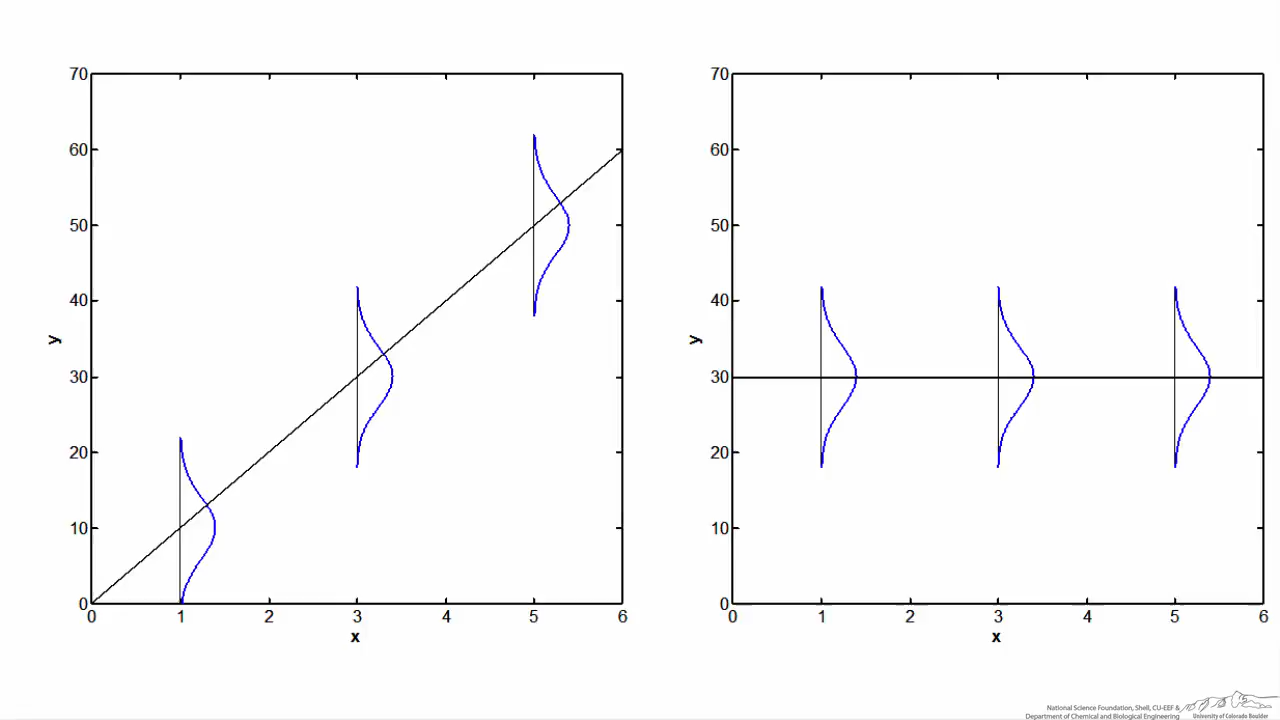 70
60
50
40
30
20
10
0
0 1 2 3 4 5 6
y
x
70
60
50
40
30
20
10
0
0 1 2 3 4 5 6
y
x
National Science Foundation, Shell, CU-EEF &
Department of Chemical and Biological Engineering
University of Colorado Boulder